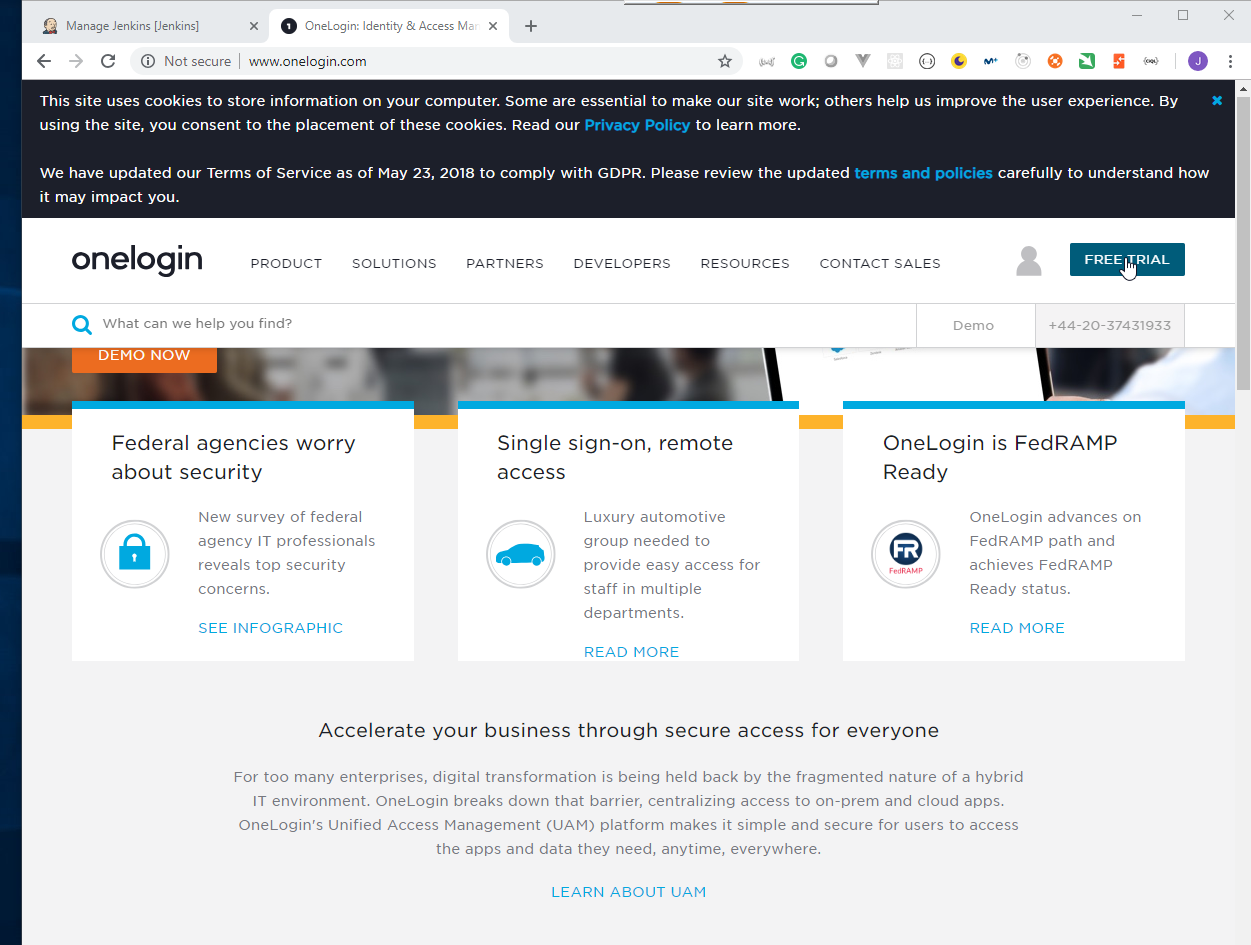 Manage Jenkins [Jenkins]
OneLogin: Identity & Access Man
Not secure
www.onelogin.com
J
This site uses cookies to store information on your computer. Some are essential to make our site work; others help us improve the user experience. By
using the site, you consent to the placement of these cookies. Read our Privacy Policy to learn more.
We have updated our Terms of Service as of May 23, 2018 to comply with GDPR. Please review the updated terms and policies carefully to understand how
it may impact you.
onelogin
PRODUCT
SOLUTIONS
PARTNERS
DEVELOPERS
RESOURCES
CONTACT SALES
FREE TRIAL
What can we help you find?
Demo
+44-20-37431933
DEMO NOW
Federal agencies worry
about security
New survey of federal
agency IT professionals
reveals top security
concerns.
SEE INFOGRAPHIC
Single sign-on, remote
access
Luxury automotive
group needed to
provide easy access for
staff in multiple
departments.
READ MORE
OneLogin is FedRAMP
Ready
FR
FedRAMP
OneLogin advances on
FedRAMP path and
achieves FedRAMP
Ready status.
READ MORE
Accelerate your business through secure access for everyone
For too many enterprises, digital transformation is being held back by the fragmented nature of a hybrid
IT environment. OneLogin breaks down that barrier, centralizing access to on-prem and cloud apps.
OneLogin's Unified Access Management (UAM) platform makes it simple and secure for users to access
the apps and data they need, anytime, everywhere.
LEARN ABOUT UAM